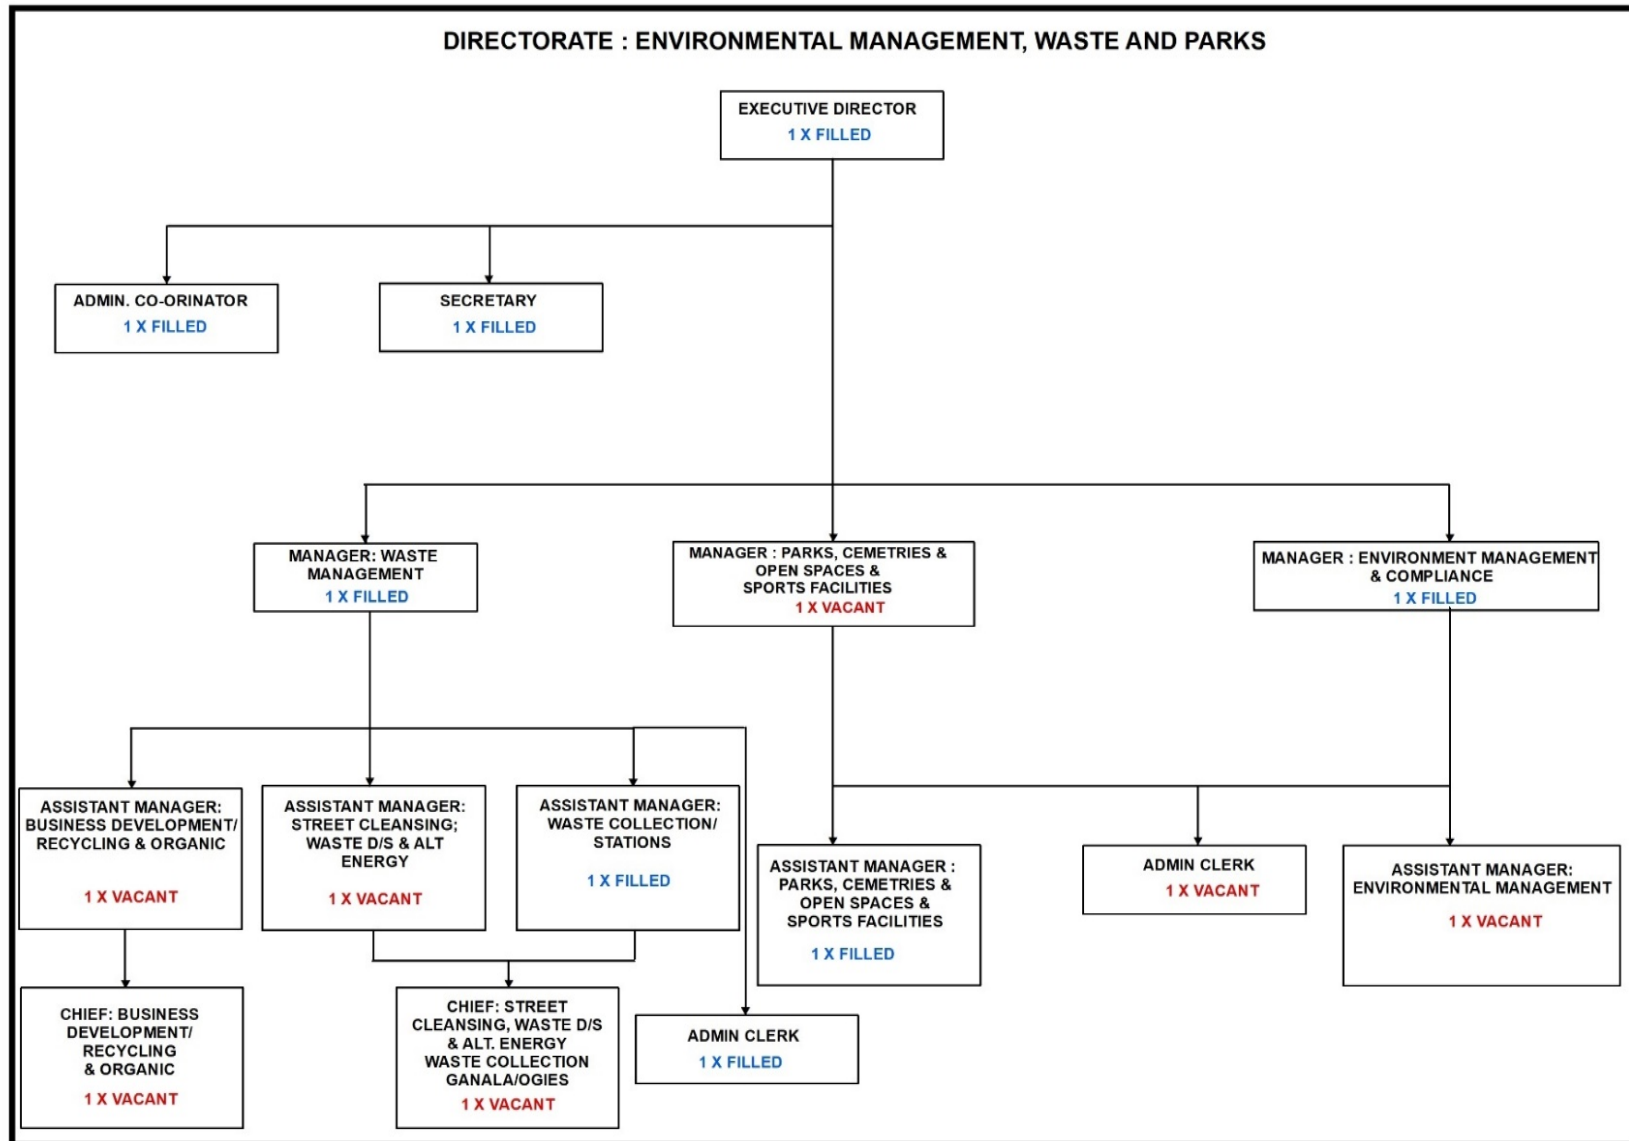 DIRECTORATE : ENVIRONMENTAL MANAGEMENT, WASTE AND PARKS
EXECUTIVE DIRECTOR
1 X FILLED
ADMIN. CO-ORINATOR
1 X FILLED
SECRETARY
1 X FILLED
MANAGER: WASTE
MANAGEMENT
1 X FILLED
MANAGER : PARKS, CEMETRIES &
OPEN SPACES &
SPORTS FACILITIES
1 X VACANT
MANAGER : ENVIRONMENT MANAGEMENT
& COMPLIANCE
1 X FILLED
ASSISTANT MANAGER:
BUSINESS DEVELOPMENT/
RECYCLING & ORGANIC
1 X VACANT
ASSISTANT MANAGER:
STREET CLEANSING;
WASTE D/S & ALT
ENERGY
1 X VACANT
ASSISTANT MANAGER:
WASTE COLLECTION/
STATIONS
1 X FILLED
ASSISTANT MANAGER :
PARKS, CEMETRIES &
OPEN SPACES &
SPORTS FACILITIES
1 X FILLED
ADMIN CLERK
1 X VACANT
ASSISTANT MANAGER:
ENVIRONMENTAL MANAGEMENT
1 X VACANT
CHIEF: BUSINESS
DEVELOPMENT/
RECYCLING
& ORGANIC
1 X VACANT
CHIEF: STREET
CLEANSING, WASTE D/S
& ALT. ENERGY
WASTE COLLECTION
GANALA/OGIES
1 X VACANT
ADMIN CLERK
1 X FILLED